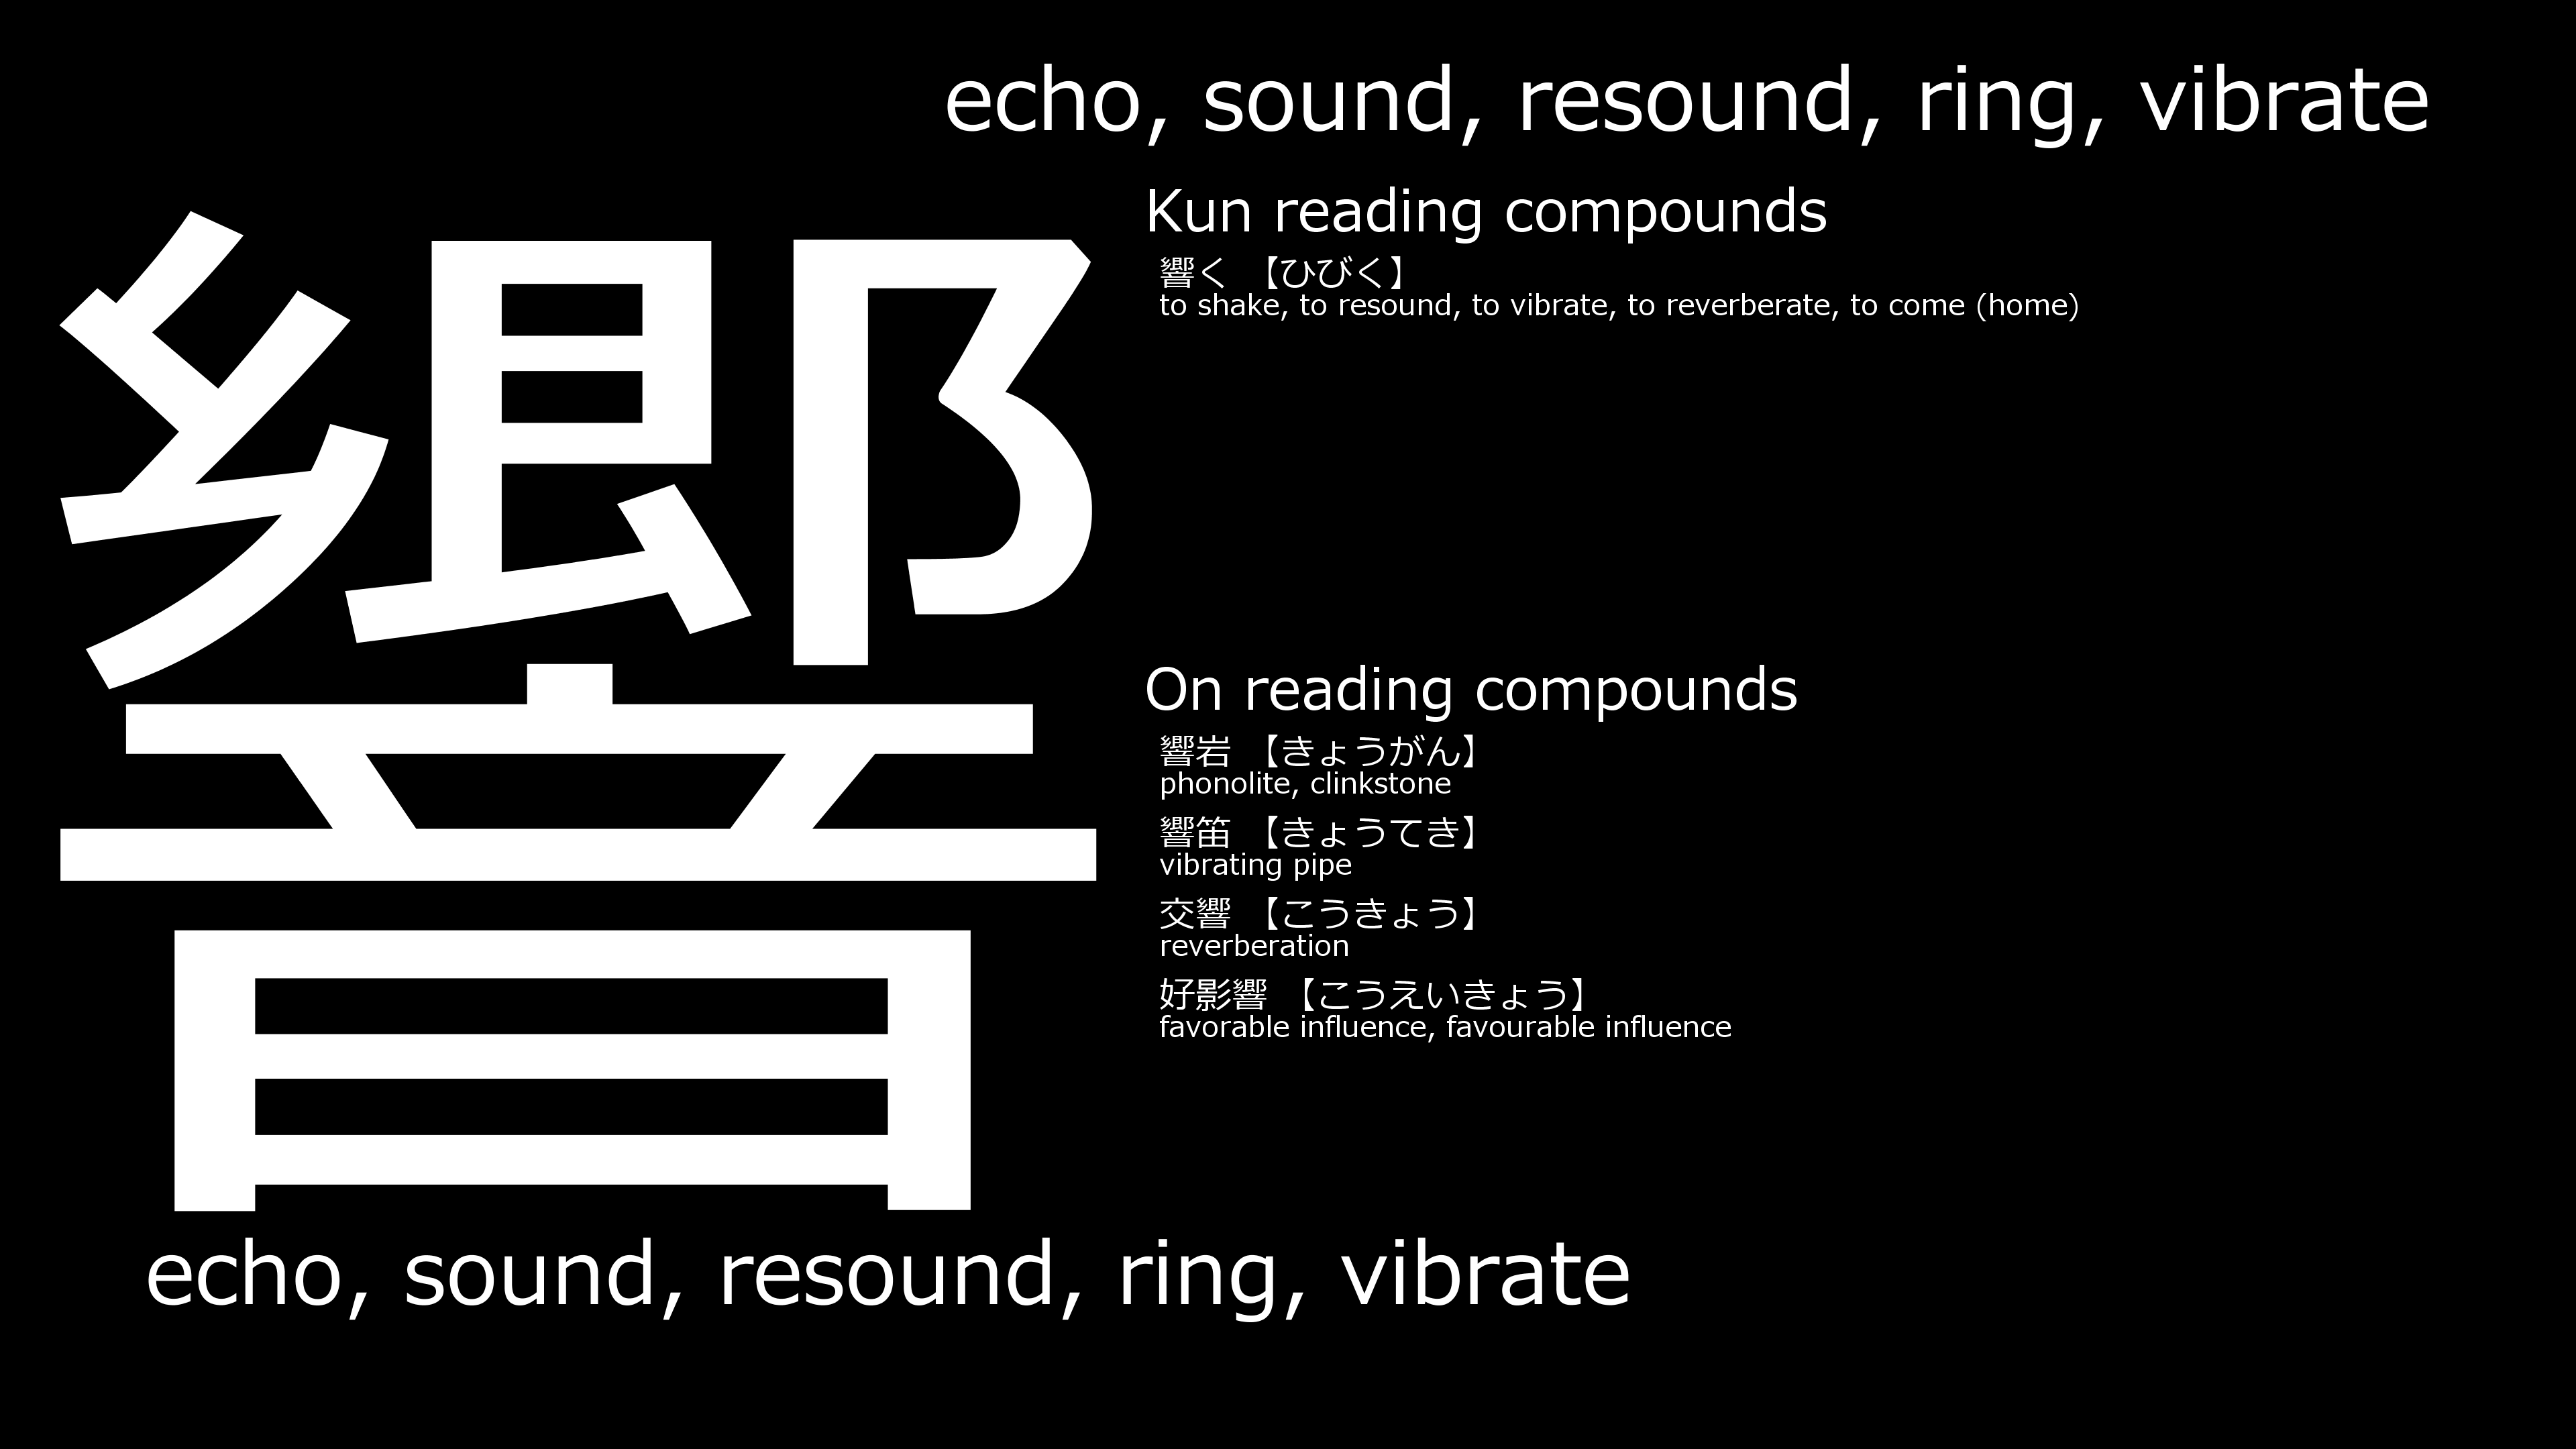 echo, sound, resound, ring, vibrate
響
Kun reading compounds
響く 【ひびく】
to shake, to resound, to vibrate, to reverberate, to come (home)
On reading compounds
響岩 【きょうがん】
phonolite, clinkstone
響笛 【きょうてき】
vibrating pipe
交響 【こうきょう】
reverberation
好影響 【こうえいきょう】
favorable influence, favourable influence
echo, sound, resound, ring, vibrate